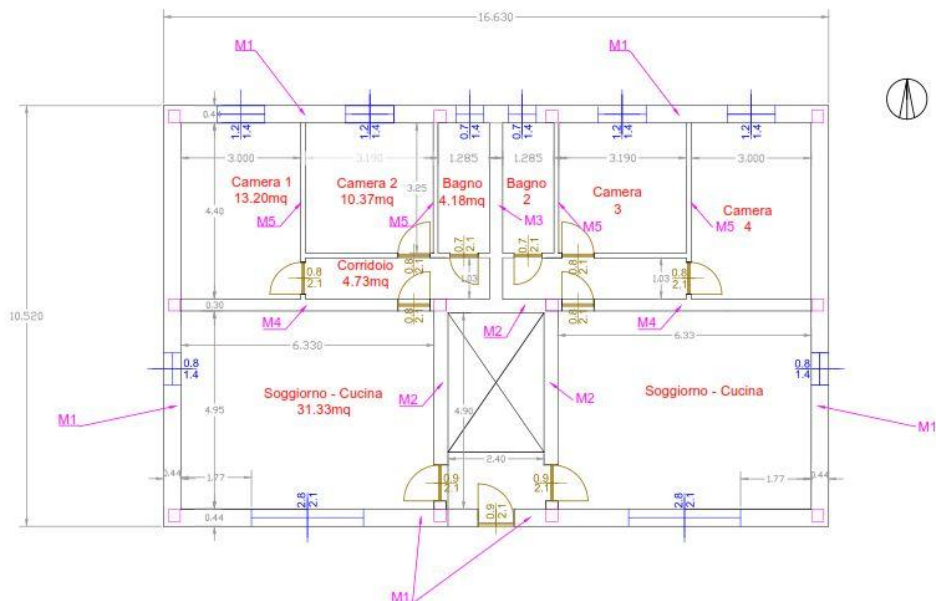 16.630
M1
M1
0.44
1.2
1.4
1.2
1.4
0.7
1.4
0.7
1.4
1.2
1.4
1.2
1.4
3.000
3.190
1.285
1.285
3.190
3.000
Camera 1
13.20mq
Camera 2
10.37mq
3.25
Bagno
4.18mq
Bagno
2
Camera
3
Camera
4
4.40
M5
M5
M3
M5
M5
Corridoio
4.73mq
0.8
2.1
0.8
2.1
0.7
2.1
0.7
2.1
0.8
2.1
0.8
2.1
1.03
1.03
10.520
0.30
M4
0.8
2.1
M2
0.8
2.1
M4
6.330
6.33
0.8
1.4
0.8
1.4
Soggiorno - Cucina
31.33mq
Soggiorno - Cucina
4.95
M2
4.90
M2
M1
M1
2.40
0.44
1.77
2.8
2.1
0.9
2.1
0.9
2.1
0.9
2.1
2.8
2.1
1.77
0.44
0.44
M1